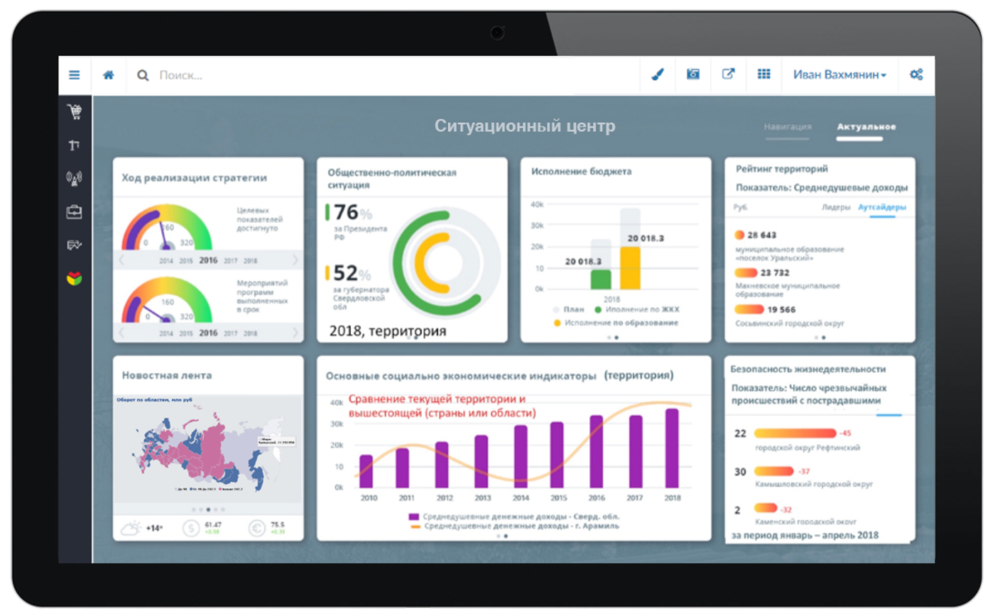 Поиск...
Иван Вахмянин
Ситуационный центр
Навигация
Актуальное
Ход реализации стратегии
Целевых
показателей
достигнуто
0 160 320
2014 2015 2016 2017 2018
Мероприятий
программ
выполненных
в срок
0 160 320
2014 2015 2016 2017 2018
Общественно-политическая
ситуация
76%
за Президента
РФ
52%
за губернатора
Свердловской
обл
2018, территория
Исполнение бюджета
40k
30k
20k
10
0k
20 018.3
20 018.3
2018
План Иполнение по ЖКХ
Исполнение по образование
Рейтинг территорий
Показатель: Среднедушевые доходы
Руб. Лидеры Аутсайдеры
28 643
муниципальное образование
«поселок Уральский»
23 732
Махневское муниципальное
образование
19 566
Сосьвинский городской округ
Новостная лента
Оборот по областям, млн руб
+14°
$ 61.47
+0.58
€ 75.5
Основные социально экономические индикаторы (территория)
Сравнение текущей территории и
вышестоящей (страны или области)
40k
30k
20k
10
0k
2010 2011 2012 2013 2014 2015 2016 2017 2018
Среднедушевные денежные доходы - Сверд. обл.
Среднедушевные денежные доходы - г. Арамиль
Безопасность жизнедеятельности
Показатель: Число чрезвычайных
происшествий с пострадавшими
22 -45
городской округ Рефтинский
30 -37
Камышловский городской округ
2 -32
Каменский городской округ
за период январь – апрель 2018